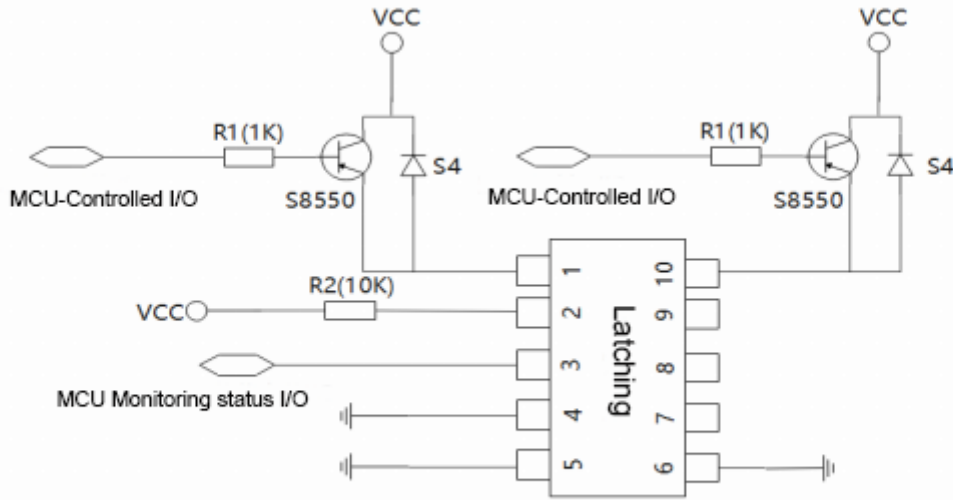 VCC
VCC
R1(1K)
R1(1K)
S4
S4
MCU-Controlled I/O
S8550
MCU-Controlled I/O
S8550
R2(10K)
VCC
MCU Monitoring status I/O
Latching
1
2
3
4
5
10
9
8
7
6